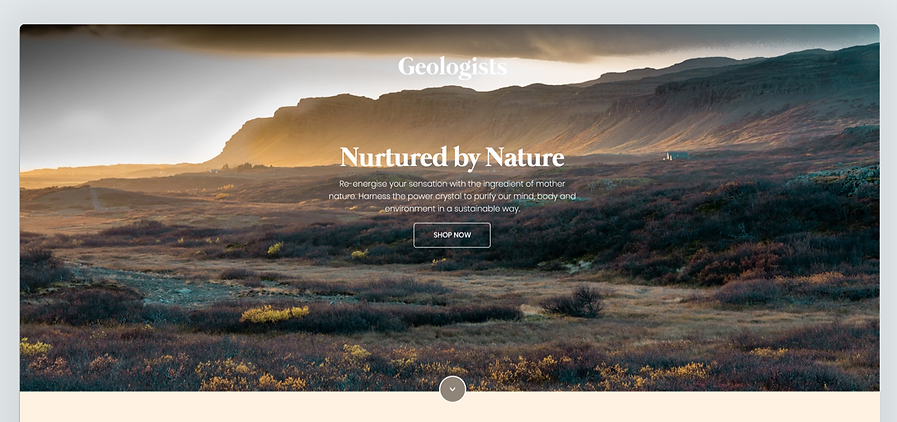 Geologists
Nurtured by Nature
Re-energise your sensation with the ingredient of mother
nature. Harness the power crystal to purify our mind, body and
environment in a sustainable way.
SHOP NOW